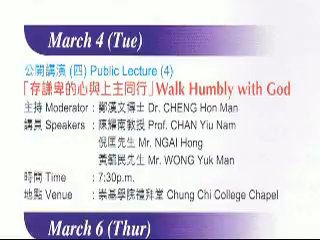 March 4 (Tue)
公開講演 (四) Public Lecture (4)
「存謙卑的心與上主同行」Walk Humbly with God
主持 Moderator：鄭漢文博士 Dr. CHENG Hon Man
講員 Speakers ：陳耀南教授 Prof. CHAN Yiu Nam
倪匡先生 Mr. NGAI Hong
黃毓民先生 Mr. WONG Yuk Man
時間 Time ：7:30p.m.
地點 Venue ：崇基學院禮拜堂 Chung Chi College Chapel
March 6 (Thur)